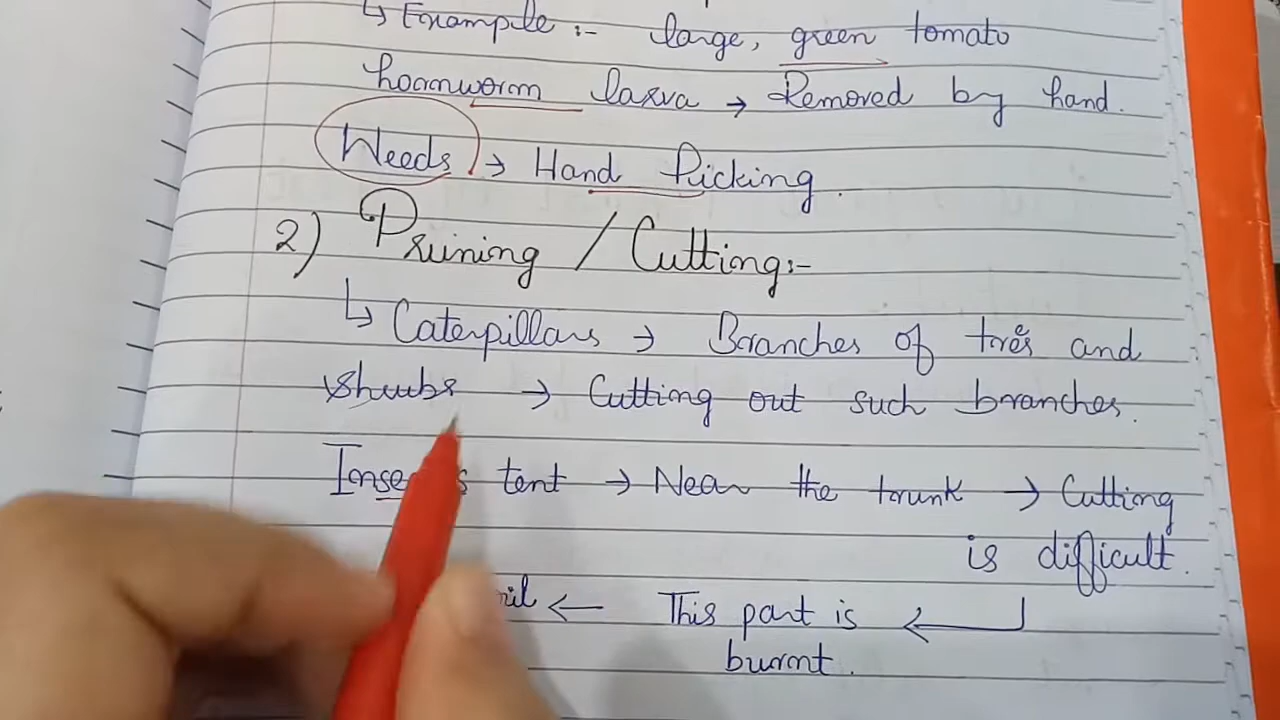 ↳ Example :- large, green tomato
hornworm larva → Removed by hand.
Weeds → Hand Picking.
2) Pruning / Cutting:-
↳ Caterpillars → Branches of trees and
shrubs → Cutting out such branches.
tent → Near the trunk → Cutting
is difficult.
← This part is ←
burnt.